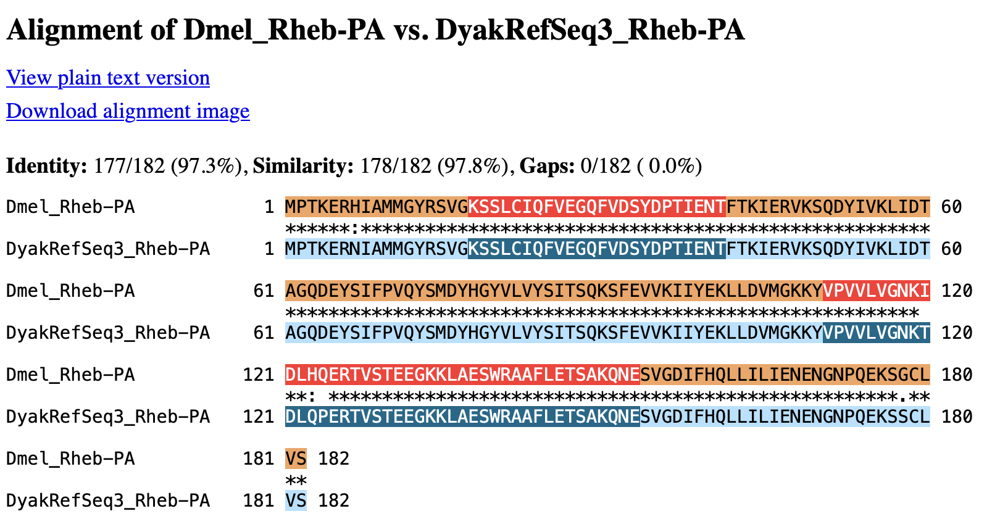 Alignment of Dmel_Rheb-PA vs. DyakRefSeq3_Rheb-PA
View plain text version
Download alignment image
Identity: 177/182 (97.3%), Similarity: 178/182 (97.8%), Gaps: 0/182 ( 0.0%)
Dmel_Rheb-PA 1 MPTKERHIAMMGYRSVGKSSLCIQFVEGQFVDSYDPTIENTFTKIERVKSQDYIVKLIDT 60
******:*****************************************************
DyakRefSeq3_Rheb-PA 1 MPTKERNIAMMGYRSVGKSSLCIQFVEGQFVDSYDPTIENTFTKIERVKSQDYIVKLIDT 60
Dmel_Rheb-PA 61 AGQDEYSIFPVQYSMDYHGYVLVYSITSQKSFEVVKIIYEKLLDVMGKKYVPVVLVGNKI 120
***********************************************************
DyakRefSeq3_Rheb-PA 61 AGQDEYSIFPVQYSMDYHGYVLVYSITSQKSFEVVKIIYEKLLDVMGKKYVPVVLVGNKT 120
Dmel_Rheb-PA 121 DLHQERTVSTEEGKKLAESWRAAFLETSAKQNESVGDIFHQLLILIENENGNPQEKSGCL 180
**: *****************************************************.**
DyakRefSeq3_Rheb-PA 121 DLQPERTVSTEEGKKLAESWRAAFLETSAKQNESVGDIFHQLLILIENENGNPQEKSSCL 180
Dmel_Rheb-PA 181 VS 182
**
DyakRefSeq3_Rheb-PA 181 VS 182